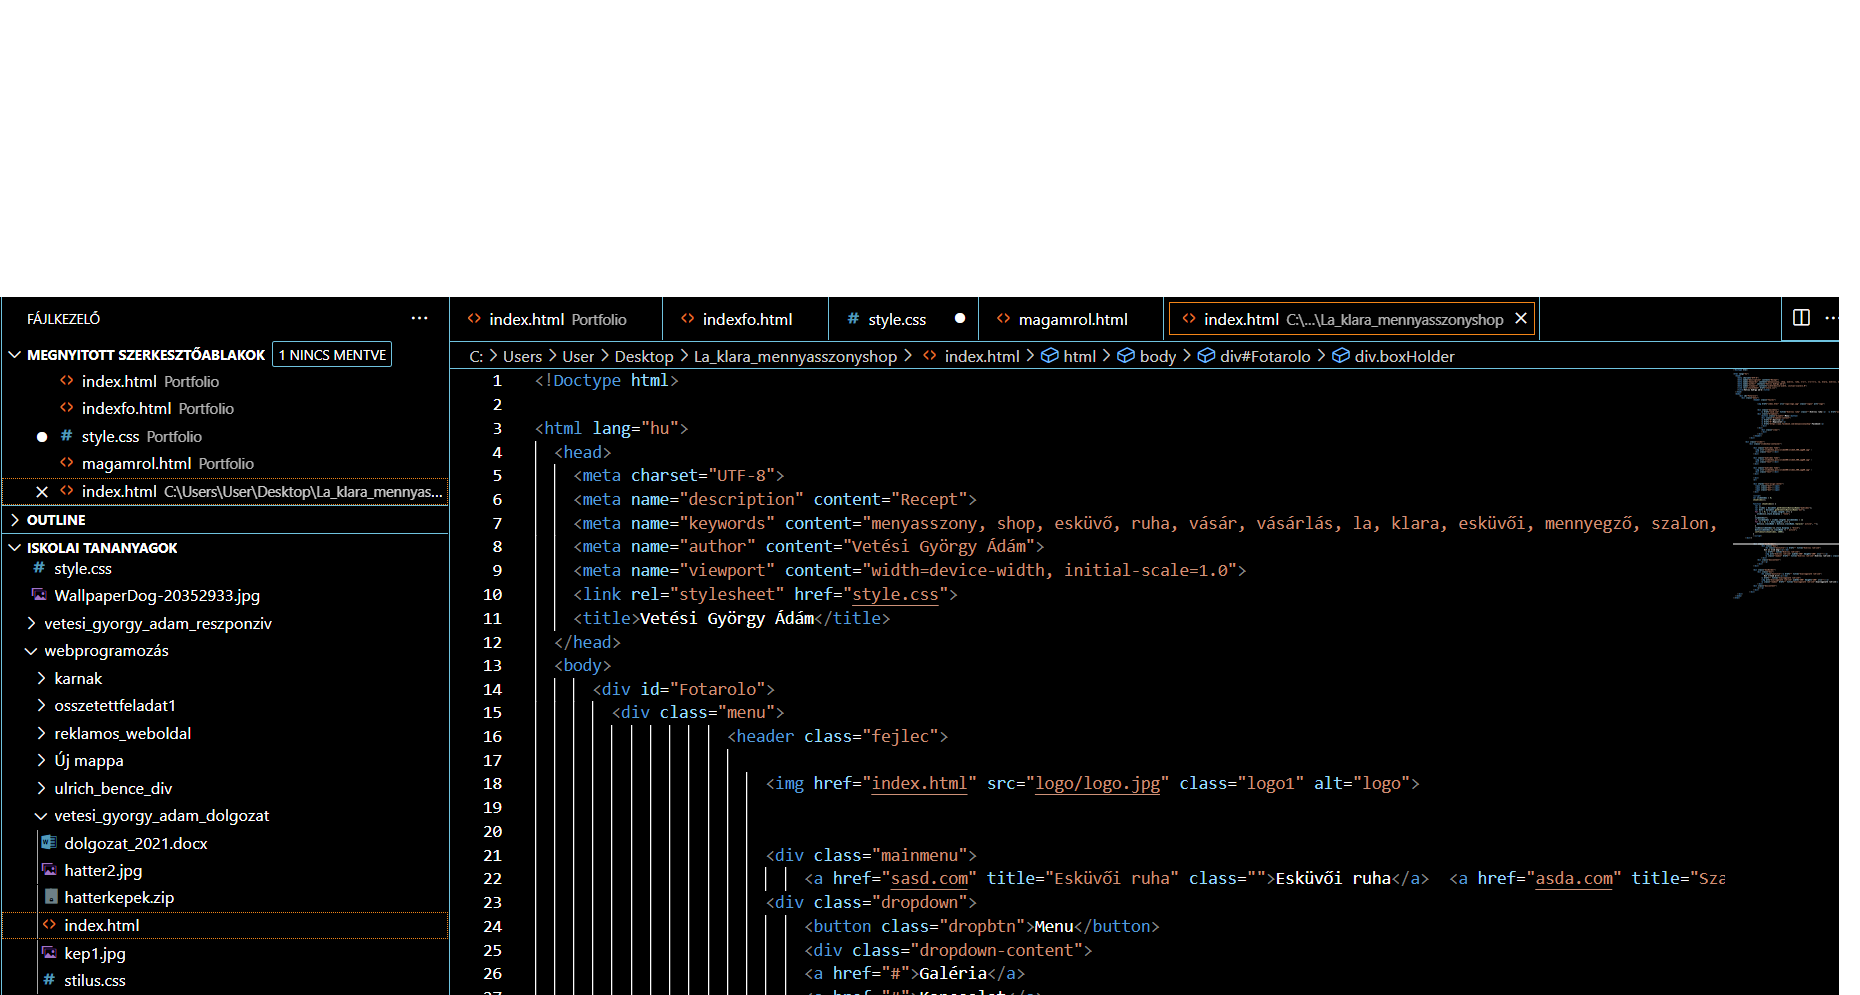 FÁJLKEZELŐ
MEGNYITOTT SZERKESZTŐABLAKOK 1 NINCS MENTVE
index.html Portfolio
indexfo.html Portfolio
style.css Portfolio
magamrol.html Portfolio
index.html C:\Users\User\Desktop\La_klara_mennyas...
OUTLINE
ISKOLAI TANANYAGOK
style.css
WallpaperDog-20352933.jpg
vetesi_gyorgy_adam_reszponziv
webprogramozás
karnak
osszetettfeladat1
reklamos_weboldal
Új mappa
ulrich_bence_div
vetesi_gyorgy_adam_dolgozat
dolgozat_2021.docx
hatter2.jpg
hatterkepek.zip
index.html
kep1.jpg
stilus.css
index.html Portfolio indexfo.html style.css magamrol.html index.html C:\...\La_klara_mennyasszonyshop
C: > Users > User > Desktop > La_klara_mennyasszonyshop > index.html > html > body > div#Fotarolo > div.boxHolder
1 <!Doctype html>
2
3 <html lang="hu">
4 <head>
5 <meta charset="UTF-8">
6 <meta name="description" content="Recept">
7 <meta name="keywords" content="menyasszony, shop, esküvő, ruha, vásár, vásárlás, la, klara, esküvői, mennyegző, szalon,
8 <meta name="author" content="Vetési György Ádám">
9 <meta name="viewport" content="width=device-width, initial-scale=1.0">
10 <link rel="stylesheet" href="style.css">
11 <title>Vetési György Ádám</title>
12 </head>
13 <body>
14 <div id="Fotarolo">
15 <div class="menu">
16 <header class="fejlec">
17
18 <img href="index.html" src="logo/logo.jpg" class="logo1" alt="logo">
19
20
21 <div class="mainmenu">
22 <a href="sasd.com" title="Esküvői ruha" class="">Esküvői ruha</a> <a href="asda.com" title="Sza
23 <div class="dropdown">
24 <button class="dropbtn">Menu</button>
25 <div class="dropdown-content">
26 <a href="#">Galéria</a>